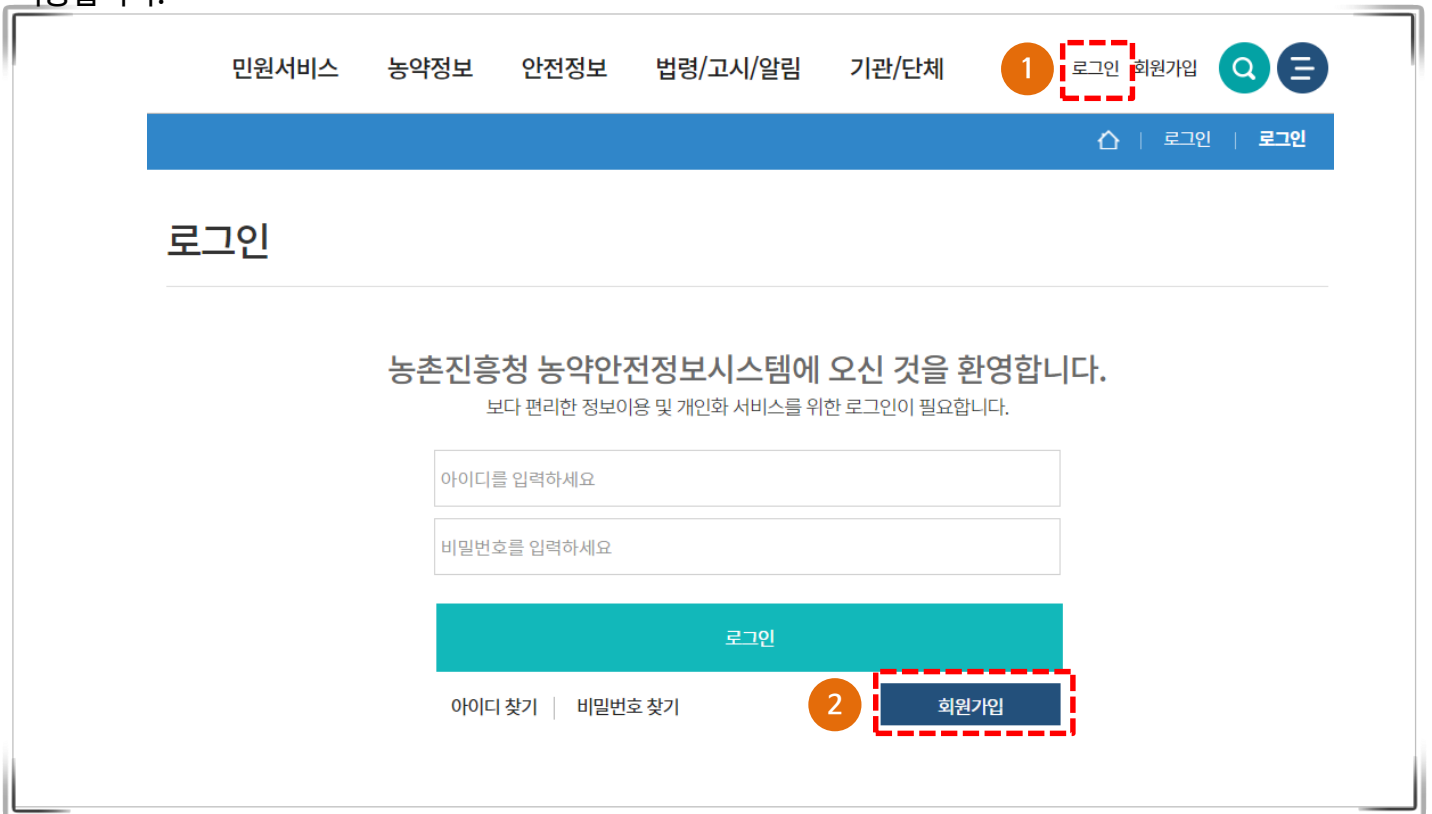 민원서비스 농약정보 안전정보 법령/고시/알림 기관/단체 1 로그인 회원가입
로그인 로그인
로그인
농촌진흥청 농약안전정보시스템에 오신 것을 환영합니다.
보다 편리한 정보이용 및 개인화 서비스를 위한 로그인이 필요합니다.
아이디를 입력하세요
비밀번호를 입력하세요
로그인
아이디 찾기 비밀번호 찾기 2 회원가입